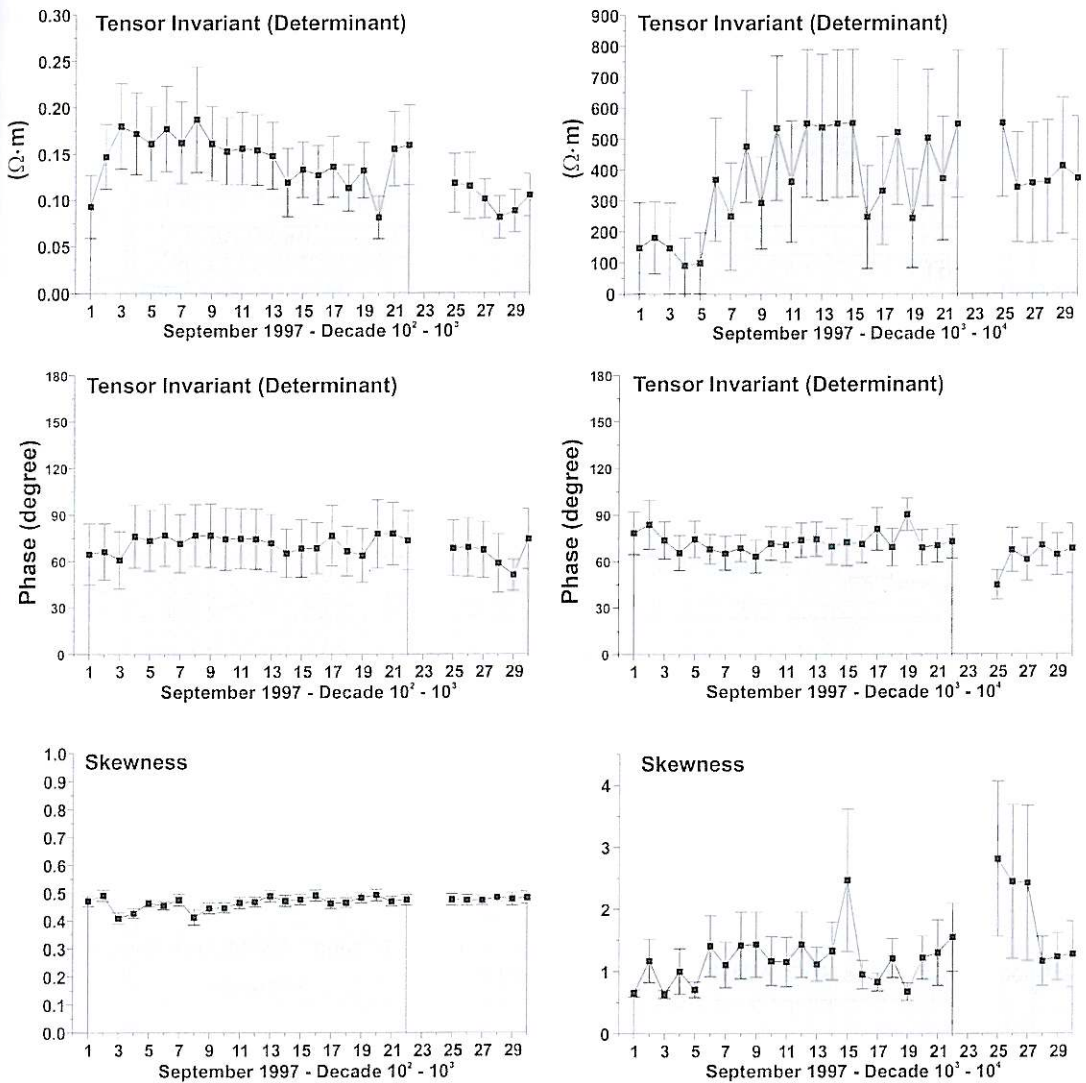 Tensor Invariant (Determinant)
(Ω·m)
0.30
0.25
0.20
0.15
0.10
0.05
0.00
1 3 5 7 9 11 13 15 17 19 21 23 25 27 29
September 1997 - Decade 10² - 10³
Tensor Invariant (Determinant)
(Ω·m)
900
800
700
600
500
400
300
200
100
0
1 3 5 7 9 11 13 15 17 19 21 23 25 27 29
September 1997 - Decade 10³ - 10⁴
Tensor Invariant (Determinant)
Phase (degree)
180
150
120
90
60
30
0
1 3 5 7 9 11 13 15 17 19 21 23 25 27 29
September 1997 - Decade 10² - 10³
Tensor Invariant (Determinant)
Phase (degree)
180
150
120
90
60
30
0
1 3 5 7 9 11 13 15 17 19 21 23 25 27 29
September 1997 - Decade 10³ - 10⁴
Skewness
1.0
0.9
0.8
0.7
0.6
0.5
0.4
0.3
0.2
0.1
0.0
1 3 5 7 9 11 13 15 17 19 21 23 25 27 29
September 1997 - Decade 10² - 10³
Skewness
4
3
2
1
0
1 3 5 7 9 11 13 15 17 19 21 23 25 27 29
September 1997 - Decade 10³ - 10⁴